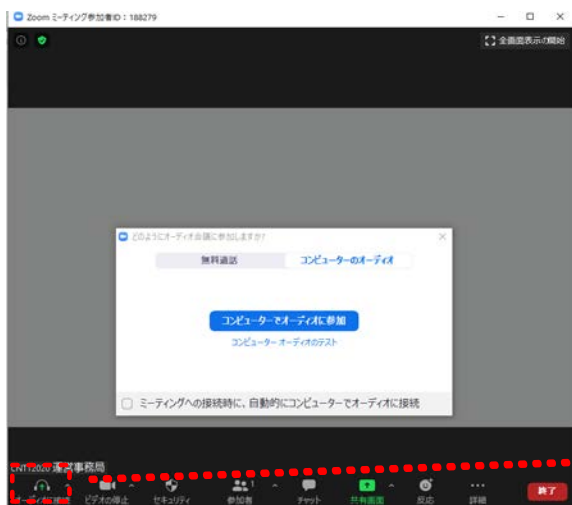 Zoom ミーティング参加者ID：188279
全画面表示の開始
どのようにオーディオ会議に参加しますか?
無料通話
コンピューターのオーディオ
コンピューターでオーディオに参加
コンピューター オーディオのテスト
ミーティングへの接続時に、自動的にコンピューターでオーディオに接続
CNT12020 運営事務局
オーディオに接続
ビデオの停止
セキュリティ
参加者
1
チャット
共有画面
反応
詳細
終了